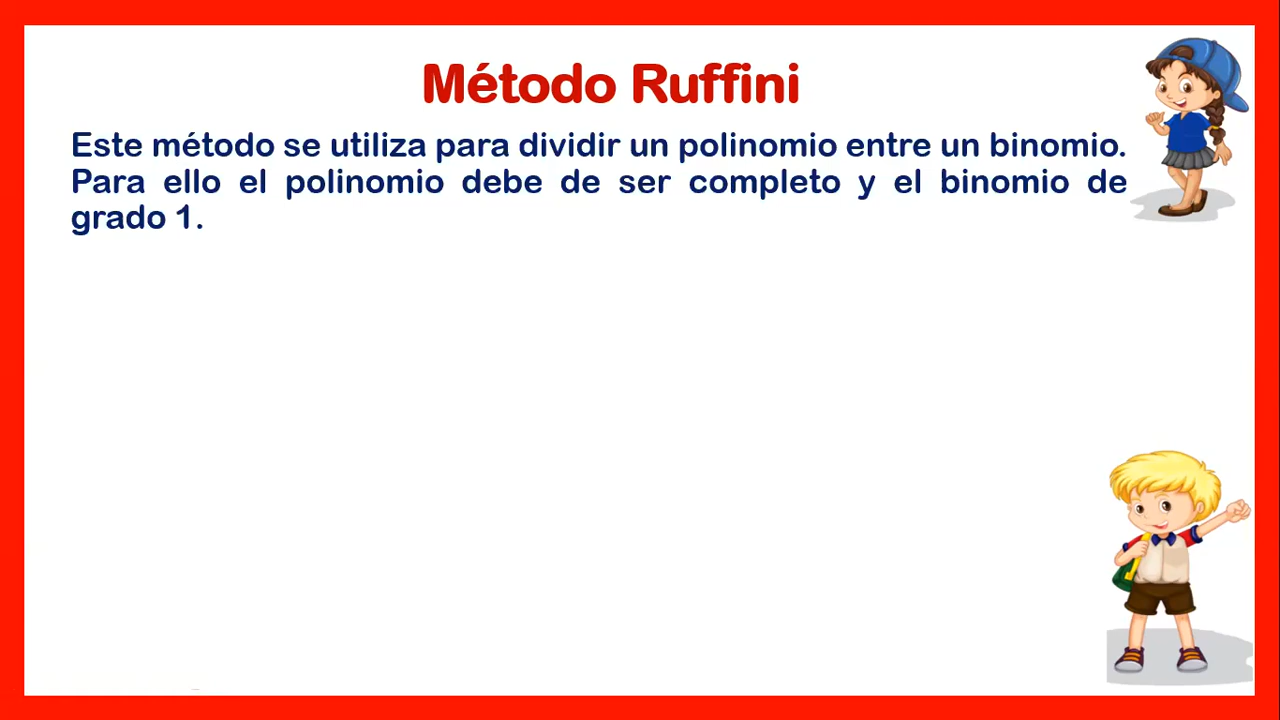 Método Ruffini
Este método se utiliza para dividir un polinomio entre un binomio.
Para ello el polinomio debe de ser completo y el binomio de
grado 1.